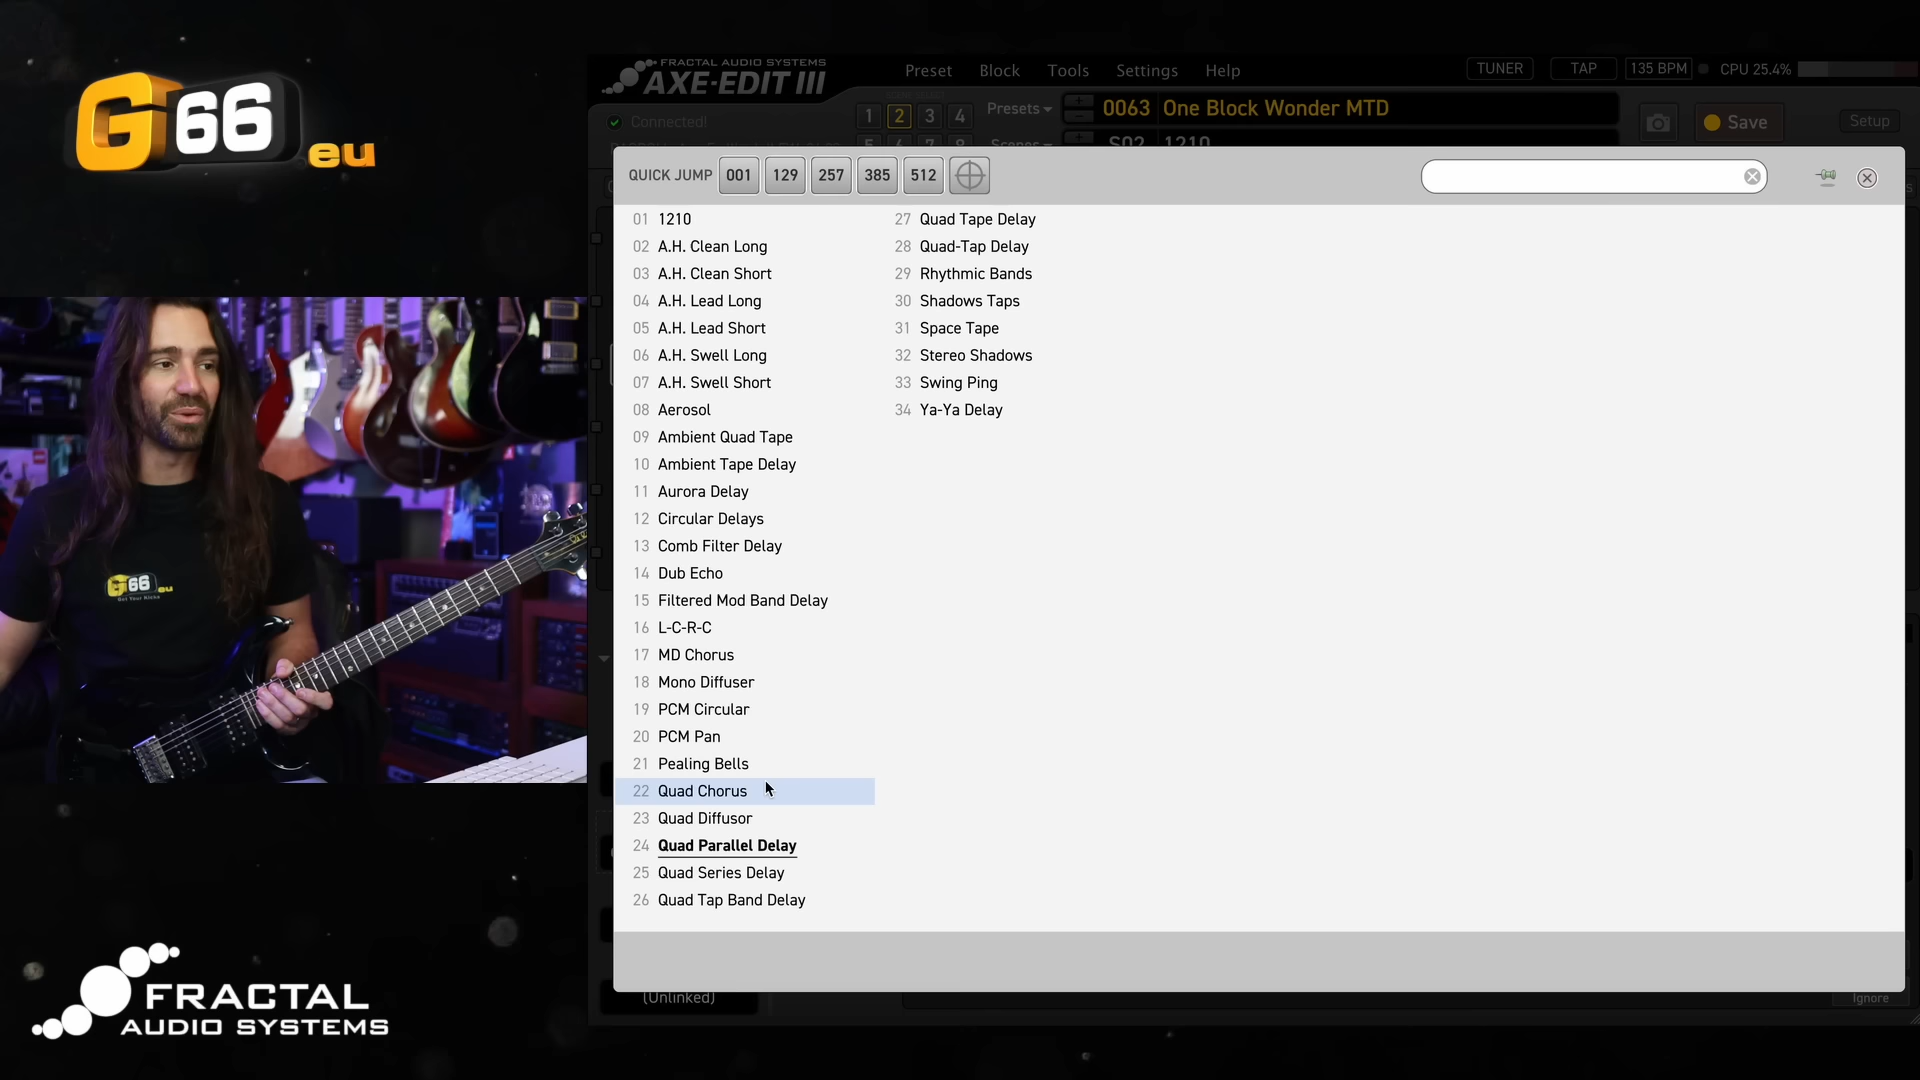 G66.eu
FRACTAL AUDIO SYSTEMS
AXE-EDIT III
Preset Block Tools Settings Help
TUNER TAP 135 BPM CPU 25.4%
Connected!
1 2 3 4
Presets
0063 One Block Wonder MTD
Save
Setup
S02 1210
QUICK JUMP 001 129 257 385 512
01 1210
02 A.H. Clean Long
03 A.H. Clean Short
04 A.H. Lead Long
05 A.H. Lead Short
06 A.H. Swell Long
07 A.H. Swell Short
08 Aerosol
09 Ambient Quad Tape
10 Ambient Tape Delay
11 Aurora Delay
12 Circular Delays
13 Comb Filter Delay
14 Dub Echo
15 Filtered Mod Band Delay
16 L-C-R-C
17 MD Chorus
18 Mono Diffuser
19 PCM Circular
20 PCM Pan
21 Pealing Bells
22 Quad Chorus
23 Quad Diffusor
24 Quad Parallel Delay
25 Quad Series Delay
26 Quad Tap Band Delay
27 Quad Tape Delay
28 Quad-Tap Delay
29 Rhythmic Bands
30 Shadows Taps
31 Space Tape
32 Stereo Shadows
33 Swing Ping
34 Ya-Ya Delay
(Unlinked)
Ignore
G66.eu
Get Your Kicks
FRACTAL
AUDIO SYSTEMS